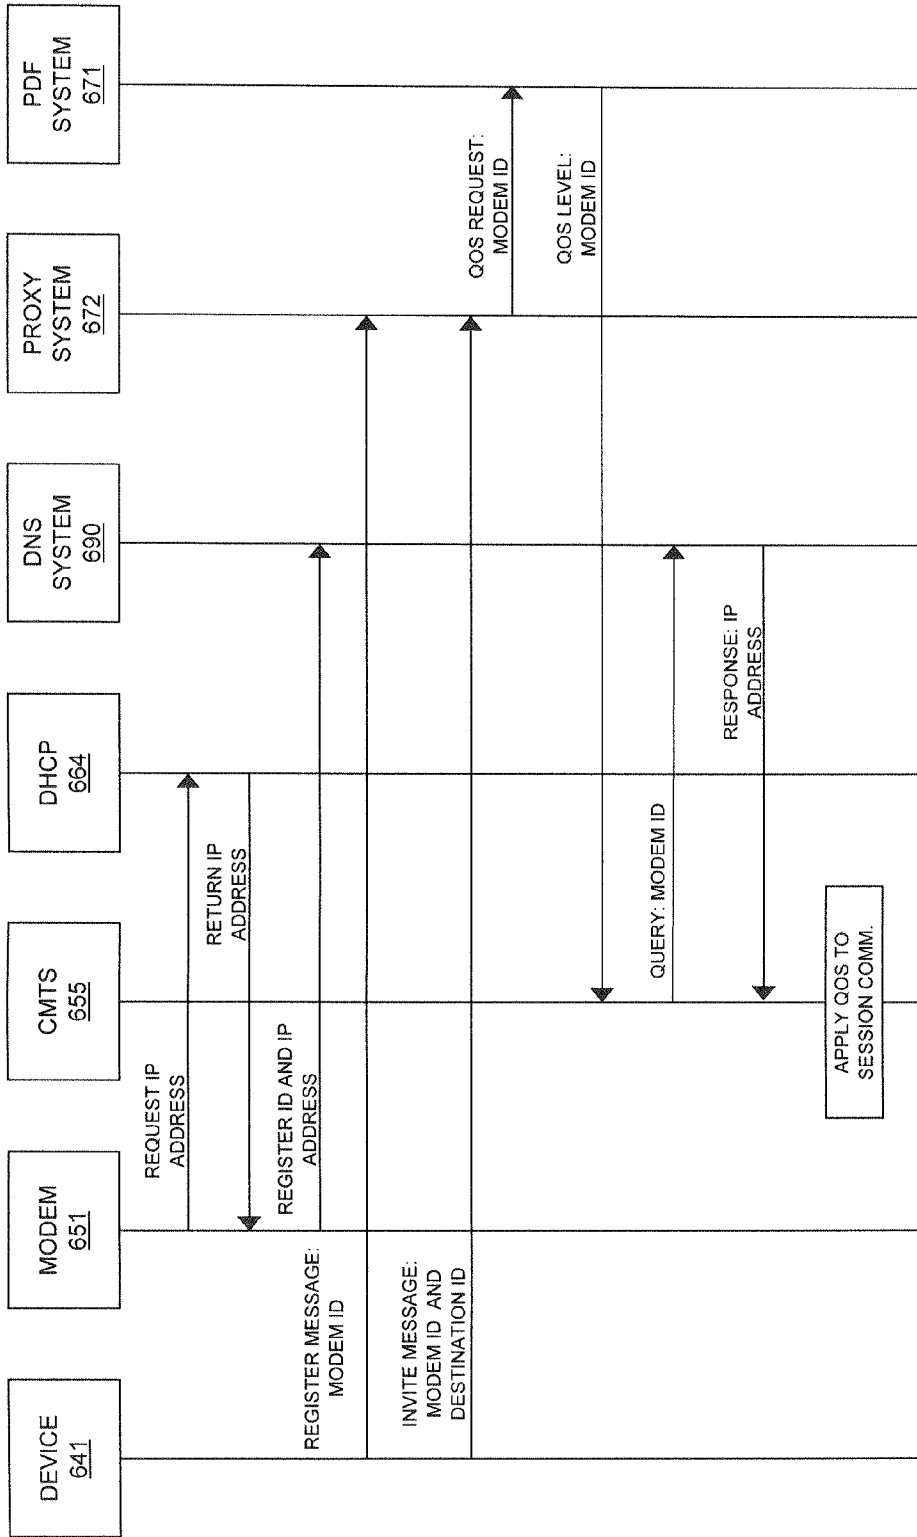 DEVICE
641
MODEM
651
CMTS
655
DHCP
664
DNS
SYSTEM
690
PROXY
SYSTEM
672
PDF
SYSTEM
671
REQUEST IP
ADDRESS
RETURN IP
ADDRESS
REGISTER ID AND IP
ADDRESS
REGISTER MESSAGE:
MODEM ID
INVITE MESSAGE:
MODEM ID AND
DESTINATION ID
QOS REQUEST:
MODEM ID
QOS LEVEL:
MODEM ID
QUERY: MODEM ID
RESPONSE: IP
ADDRESS
APPLY QOS TO
SESSION COMM.